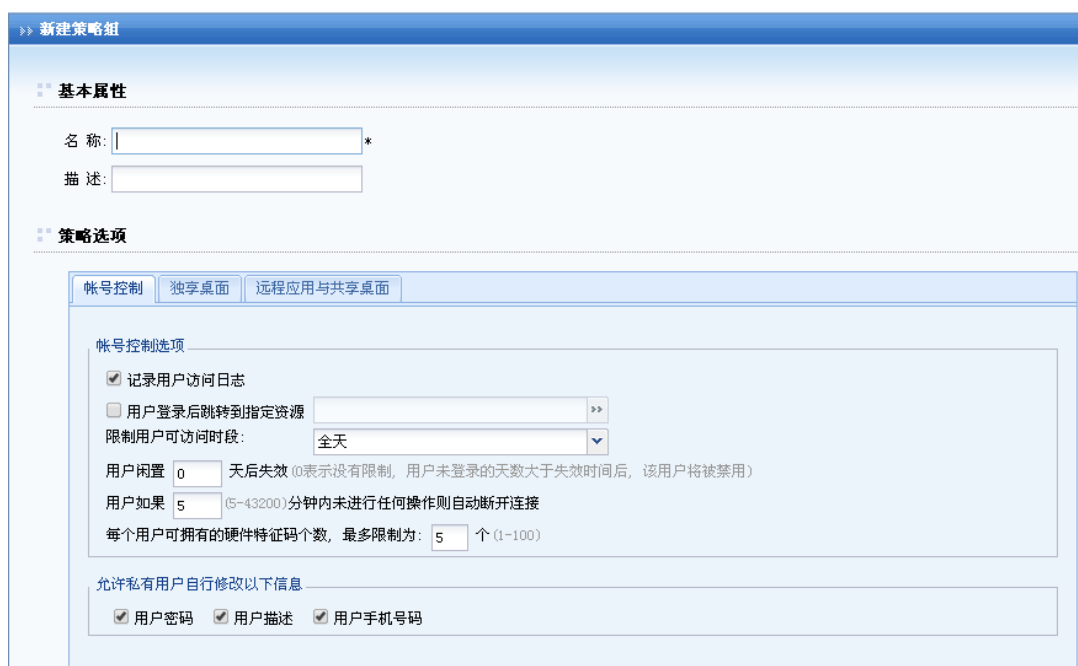 新建策略组
基本属性
名 称: *
描 述:
策略选项
帐号控制 独享桌面 远程应用与共享桌面
帐号控制选项
记录用户访问日志
用户登录后跳转到指定资源
限制用户可访问时段: 全天
用户闲置 0 天后失效(0表示没有限制, 用户未登录的天数大于失效时间后, 该用户将被禁用)
用户如果 5 (5-43200)分钟内未进行任何操作则自动断开连接
每个用户可拥有的硬件特征码个数, 最多限制为: 5 个(1-100)
允许私有用户自行修改以下信息
用户密码 用户描述 用户手机号码